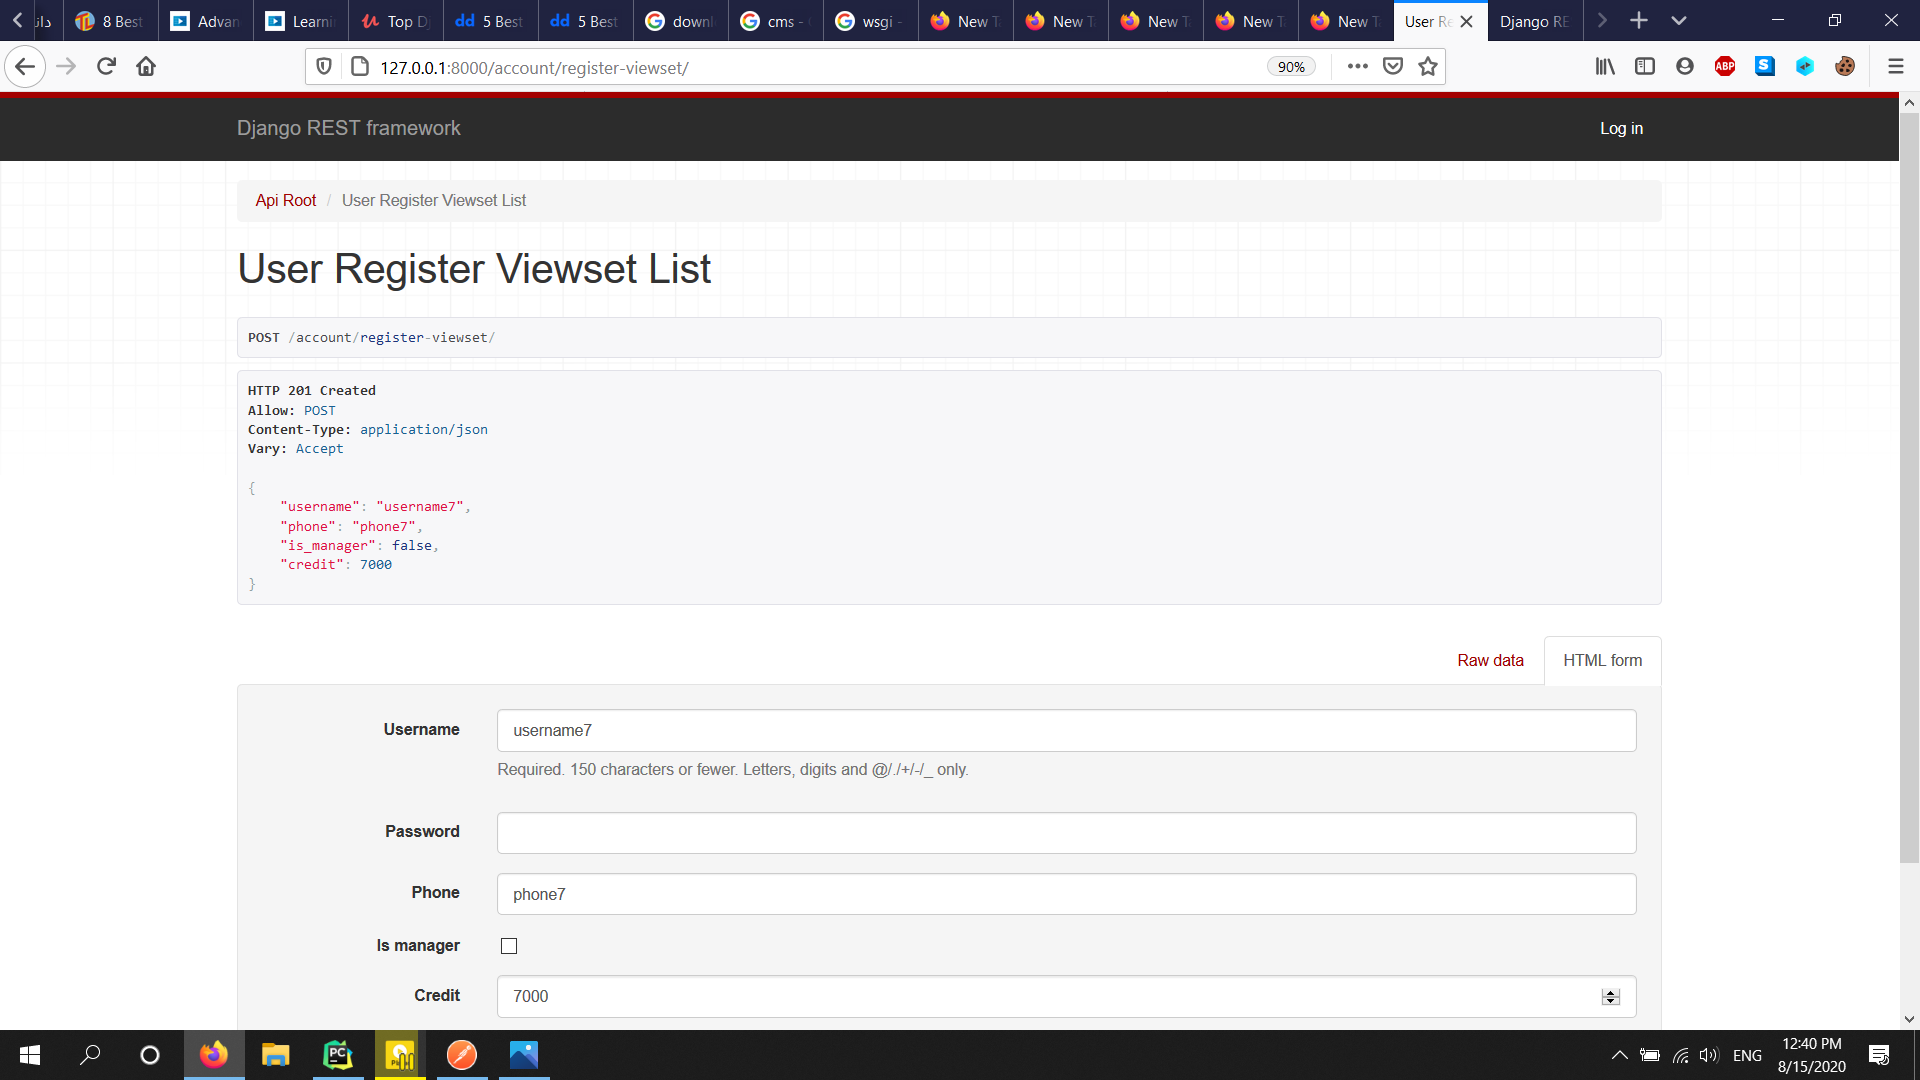 8 Best
Advan
Learni
Top Dj
5 Best
5 Best
downl
cms -
wsgi -
New T
New T
New T
New T
New T
User Re
Django RE
127.0.0.1:8000/account/register-viewset/
90%
ABP
S
Django REST framework
Log in
Api Root / User Register Viewset List
User Register Viewset List
POST /account/register-viewset/
HTTP 201 Created
Allow: POST
Content-Type: application/json
Vary: Accept
{
"username": "username7",
"phone": "phone7",
"is_manager": false,
"credit": 7000
}
Raw data
HTML form
Username
username7
Required. 150 characters or fewer. Letters, digits and @/./+/-/_ only.
Password
Phone
phone7
Is manager
Credit
7000
PC
ENG
12:40 PM
8/15/2020